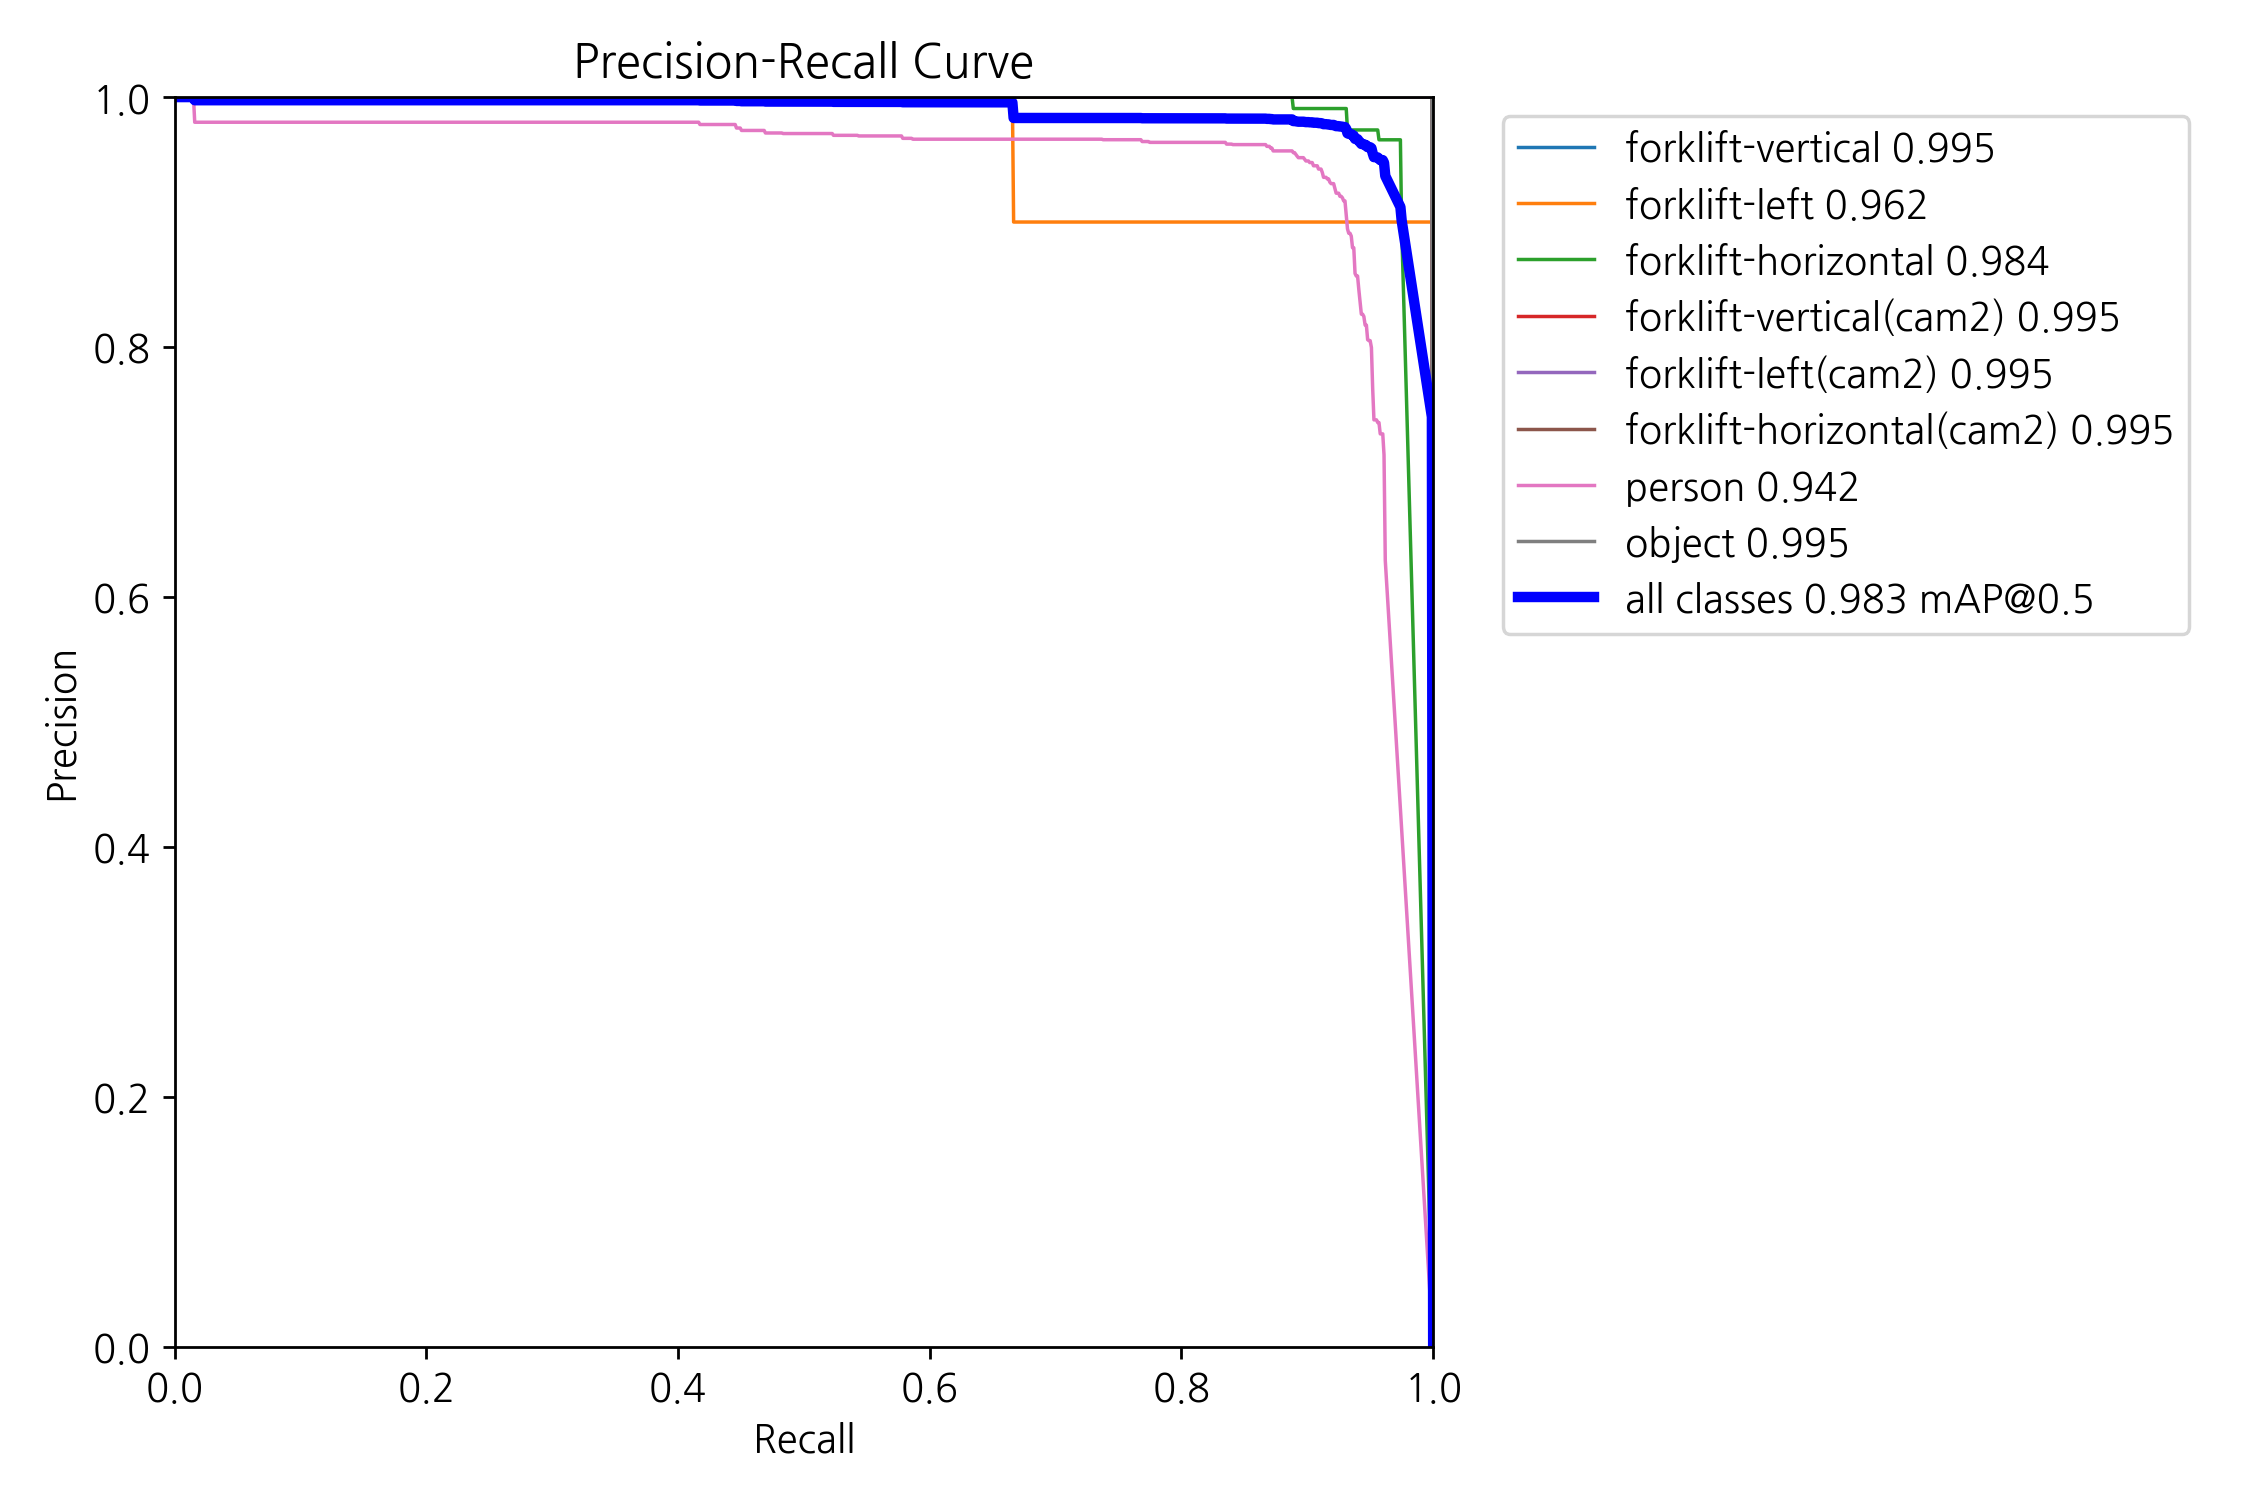 Precision-Recall Curve
1.0
0.8
0.6
0.4
0.2
0.0
Precision
0.0 0.2 0.4 0.6 0.8 1.0
Recall
forklift-vertical 0.995
forklift-left 0.962
forklift-horizontal 0.984
forklift-vertical(cam2) 0.995
forklift-left(cam2) 0.995
forklift-horizontal(cam2) 0.995
person 0.942
object 0.995
all classes 0.983 mAP@0.5